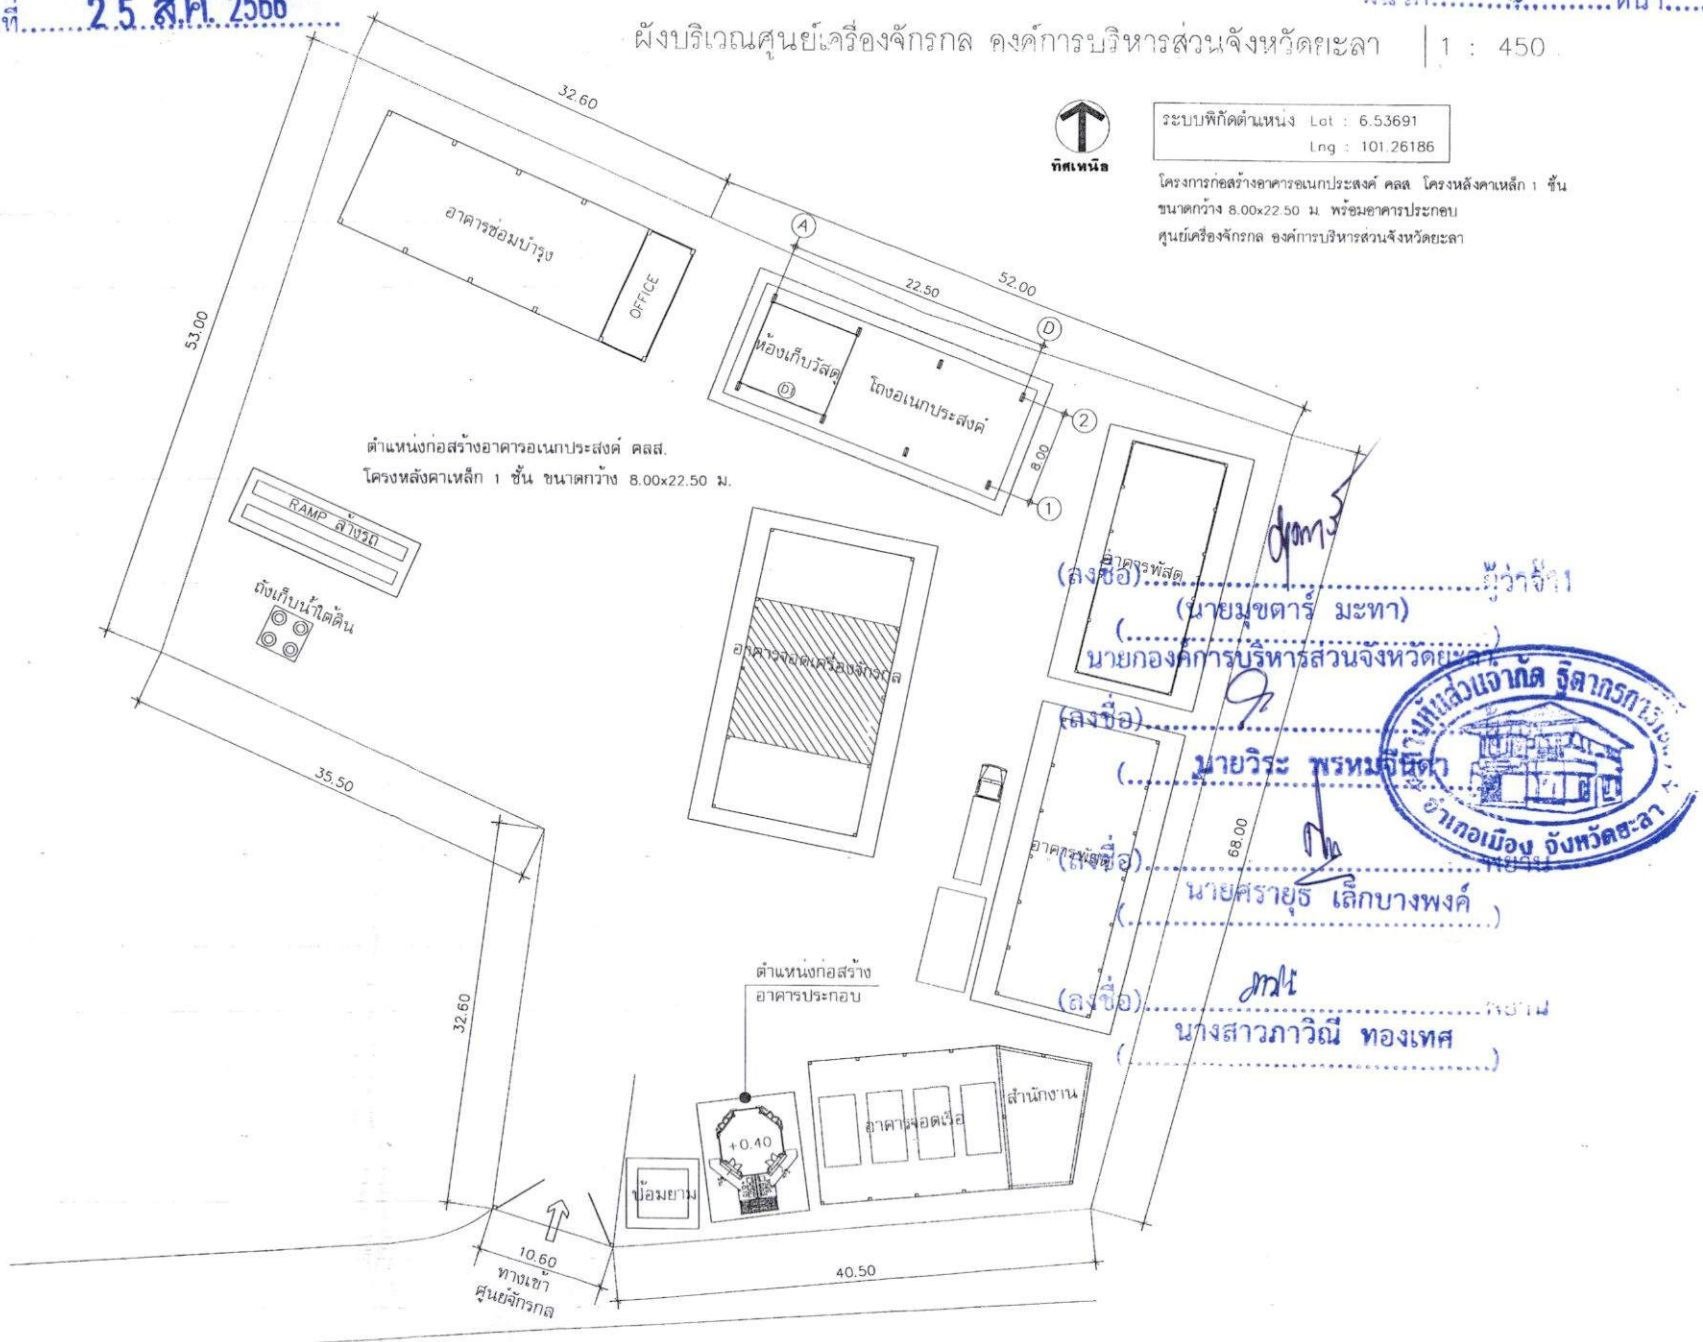 ที่........25 ส.ค. 2566........
ผังบริเวณศูนย์เครื่องจักรกล องค์การบริหารส่วนจังหวัดยะลา 1 : 450
ทิศเหนือ
ระบบพิกัดตำแหน่ง Lat : 6.53691
Lng : 101.26186
โครงการก่อสร้างอาคารอเนกประสงค์ คสล. โครงหลังคาเหล็ก 1 ชั้น
ขนาดกว้าง 8.00x22.50 ม. พร้อมอาคารประกอบ
ศูนย์เครื่องจักรกล องค์การบริหารส่วนจังหวัดยะลา
32.60
52.00
22.50
53.00
A
D
2
1
8.00
อาคารซ่อมบำรุง
OFFICE
ห้องเก็บวัสดุ
D1
โถงอเนกประสงค์
ตำแหน่งก่อสร้างอาคารอเนกประสงค์ คสล.
โครงหลังคาเหล็ก 1 ชั้น ขนาดกว้าง 8.00x22.50 ม.
RAMP ล้างรถ
ถังเก็บน้ำใต้ดิน
อาคารจอดเครื่องจักรกล
อาคารพัสดุ
(ลงชื่อ)..........ผู้ว่าจ้าง
(นายมุขตาร์ มะทา)
นายกองค์การบริหารส่วนจังหวัดยะลา
(ลงชื่อ)..........
นายวิระ พรหมจินดา
อำเภอเมือง จังหวัดยะลา
35.50
68.00
อาคารพัสดุ
(ลงชื่อ)..........พยาน
นายศรายุธ เล็กบางพงค์
(ลงชื่อ)..........พยาน
นางสาวภาวิณี ทองเทศ
ตำแหน่งก่อสร้าง
อาคารประกอบ
32.60
+0.40
อาคารจอดเรือ
สำนักงาน
ป้อมยาม
10.60
ทางเข้า
ศูนย์จักรกล
40.50